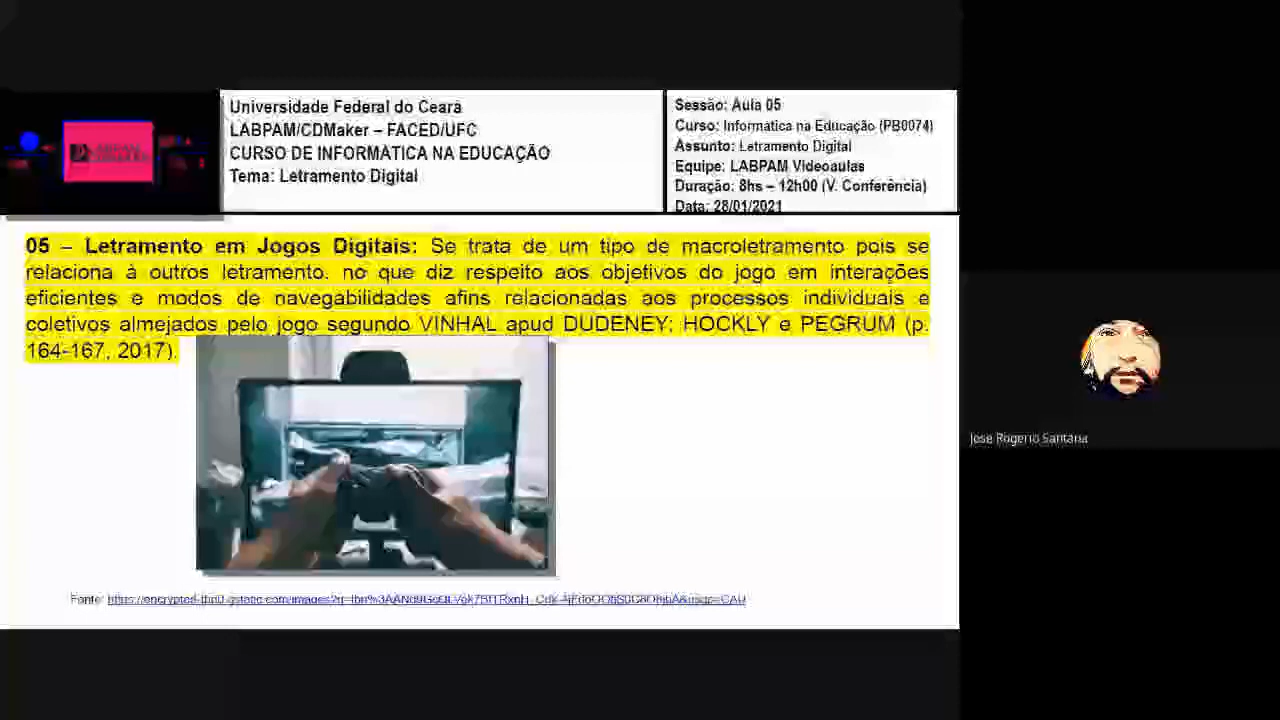 Universidade Federal do Ceará
LABPAM/CDMaker – FACED/UFC
CURSO DE INFORMÁTICA NA EDUCAÇÃO
Tema: Letramento Digital
Sessão: Aula 05
Curso: Informática na Educação (PB0074)
Assunto: Letramento Digital
Equipe: LABPAM Videoaulas
Duração: 8hs – 12h00 (V. Conferência)
Data: 28/01/2021
05 – Letramento em Jogos Digitais: Se trata de um tipo de macroletramento pois se
relaciona à outros letramento. no que diz respeito aos objetivos do jogo em interações
eficientes e modos de navegabilidades afins relacionadas aos processos individuais e
coletivos almejados pelo jogo segundo VINHAL apud DUDENEY; HOCKLY e PEGRUM (p.
164-167, 2017).
Fonte:
Jose Rogerio Santana